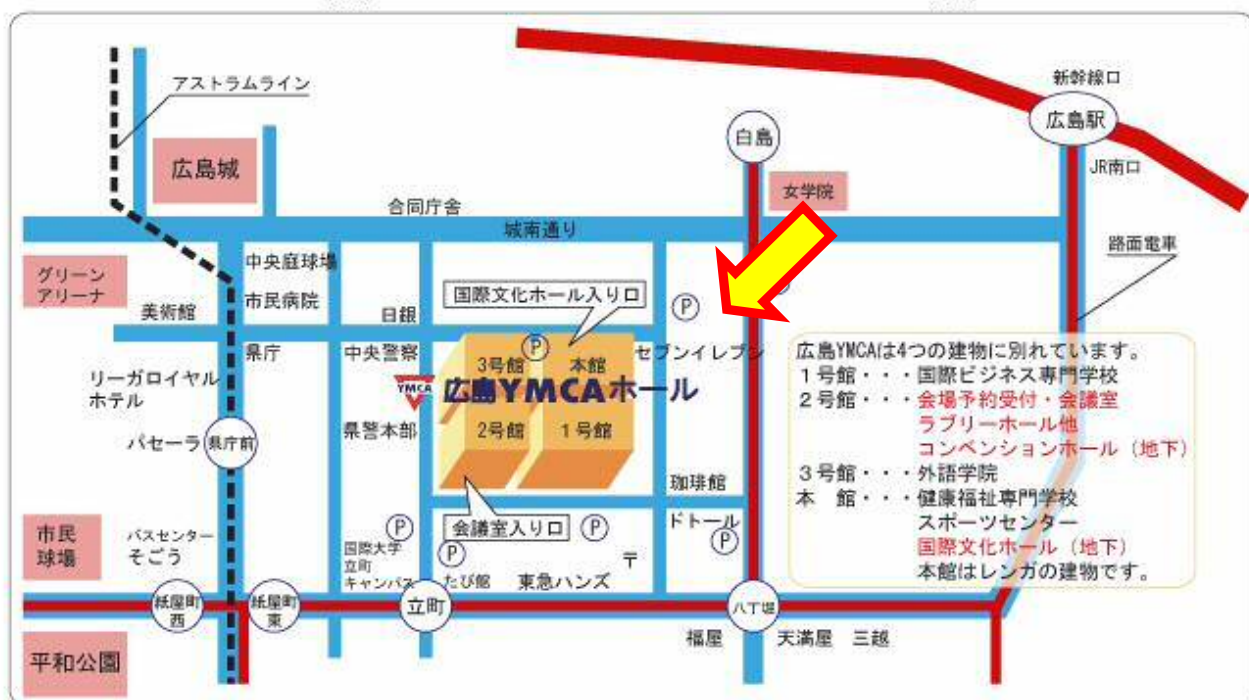 アストラムライン
新幹線口
広島駅
白島
JR南口
広島城
女学院
合同庁舎
城南通り
路面電車
中央庭球場
グリーン
アリーナ
国際文化ホール入り口
市民病院
美術館
日銀
P
P
県庁
中央警察
3号館
本館
セブンイレブン
リーガロイヤル
ホテル
YMCA
広島YMCAホール
県警本部
2号館
1号館
パセーラ
県庁前
珈琲館
ドトール
P
会議室入り口
P
P
P
市民
球場
バスセンター
そごう
国際大学
立町
キャンパス
たび館
東急ハンズ
〒
紙屋町
西
紙屋町
東
立町
八丁堀
福屋
天満屋
三越
平和公園
広島YMCAは4つの建物に別れています。
1号館・・・国際ビジネス専門学校
2号館・・・会場予約受付・会議室
ラブリーホール他
コンベンションホール（地下）
3号館・・・外語学院
本　館・・・健康福祉専門学校
スポーツセンター
国際文化ホール（地下）
本館はレンガの建物です。